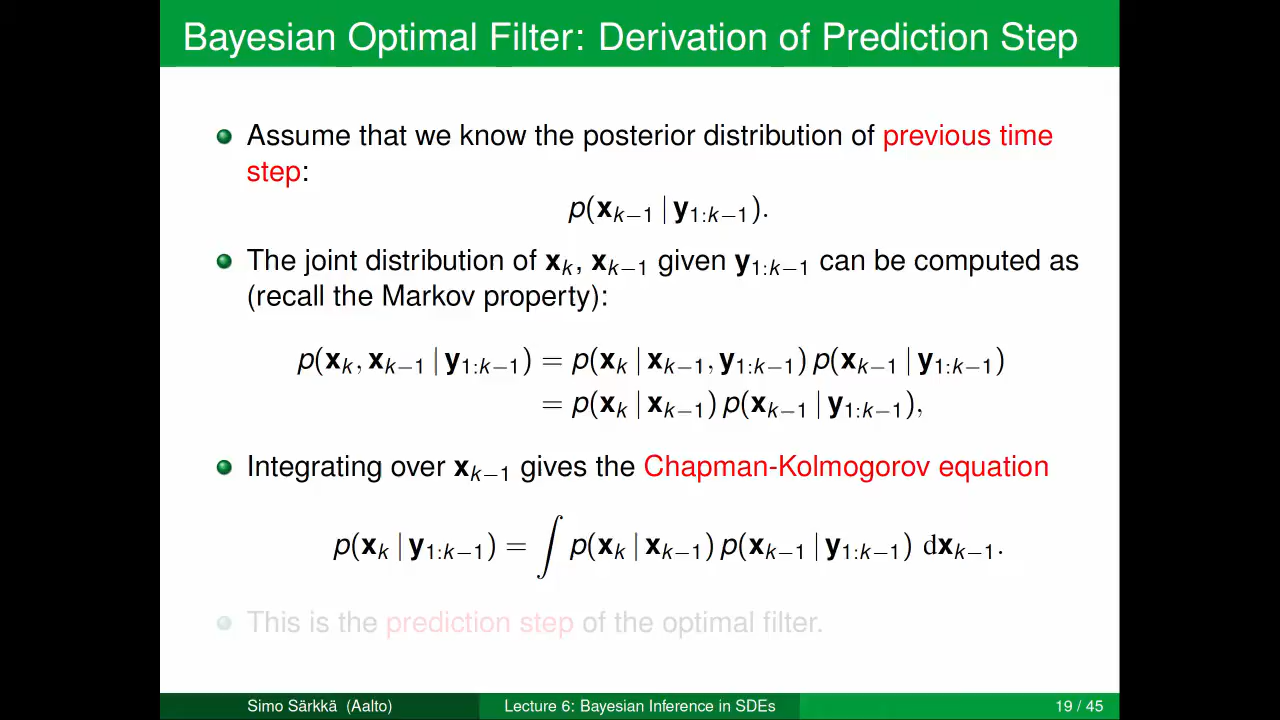 Bayesian Optimal Filter: Derivation of Prediction Step
Assume that we know the posterior distribution of previous time
step:
p(x_{k−1} | y_{1:k−1}).
The joint distribution of x_k, x_{k−1} given y_{1:k−1} can be computed as
(recall the Markov property):
p(x_k, x_{k−1} | y_{1:k−1}) = p(x_k | x_{k−1}, y_{1:k−1}) p(x_{k−1} | y_{1:k−1})
= p(x_k | x_{k−1}) p(x_{k−1} | y_{1:k−1}),
Integrating over x_{k−1} gives the Chapman-Kolmogorov equation
p(x_k | y_{1:k−1}) = ∫ p(x_k | x_{k−1}) p(x_{k−1} | y_{1:k−1}) dx_{k−1}.
This is the prediction step of the optimal filter.
Simo Särkkä (Aalto) Lecture 6: Bayesian Inference in SDEs 19 / 45